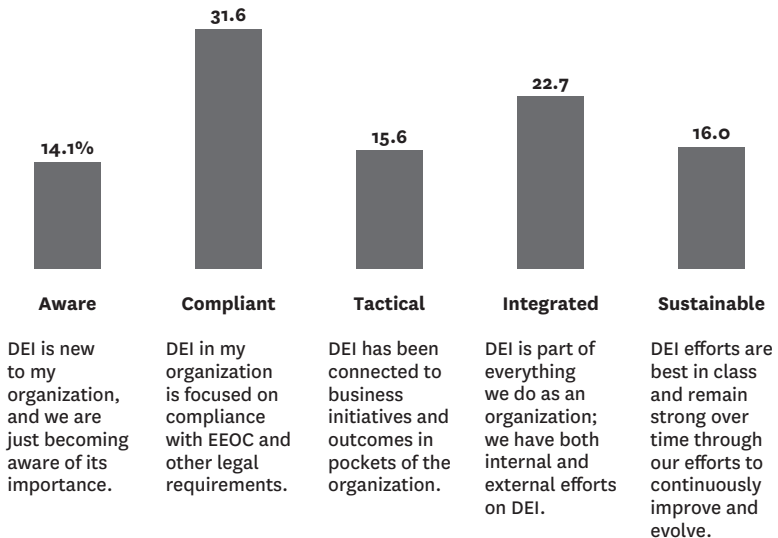 14.1%
31.6
15.6
22.7
16.0
Aware
DEI is new
to my
organization,
and we are
just becoming
aware of its
importance.
Compliant
DEI in my
organization
is focused on
compliance
with EEOC and
other legal
requirements.
Tactical
DEI has been
connected to
business
initiatives and
outcomes in
pockets of the
organization.
Integrated
DEI is part of
everything
we do as an
organization;
we have both
internal and
external efforts
on DEI.
Sustainable
DEI efforts are
best in class
and remain
strong over
time through
our efforts to
continuously
improve and
evolve.